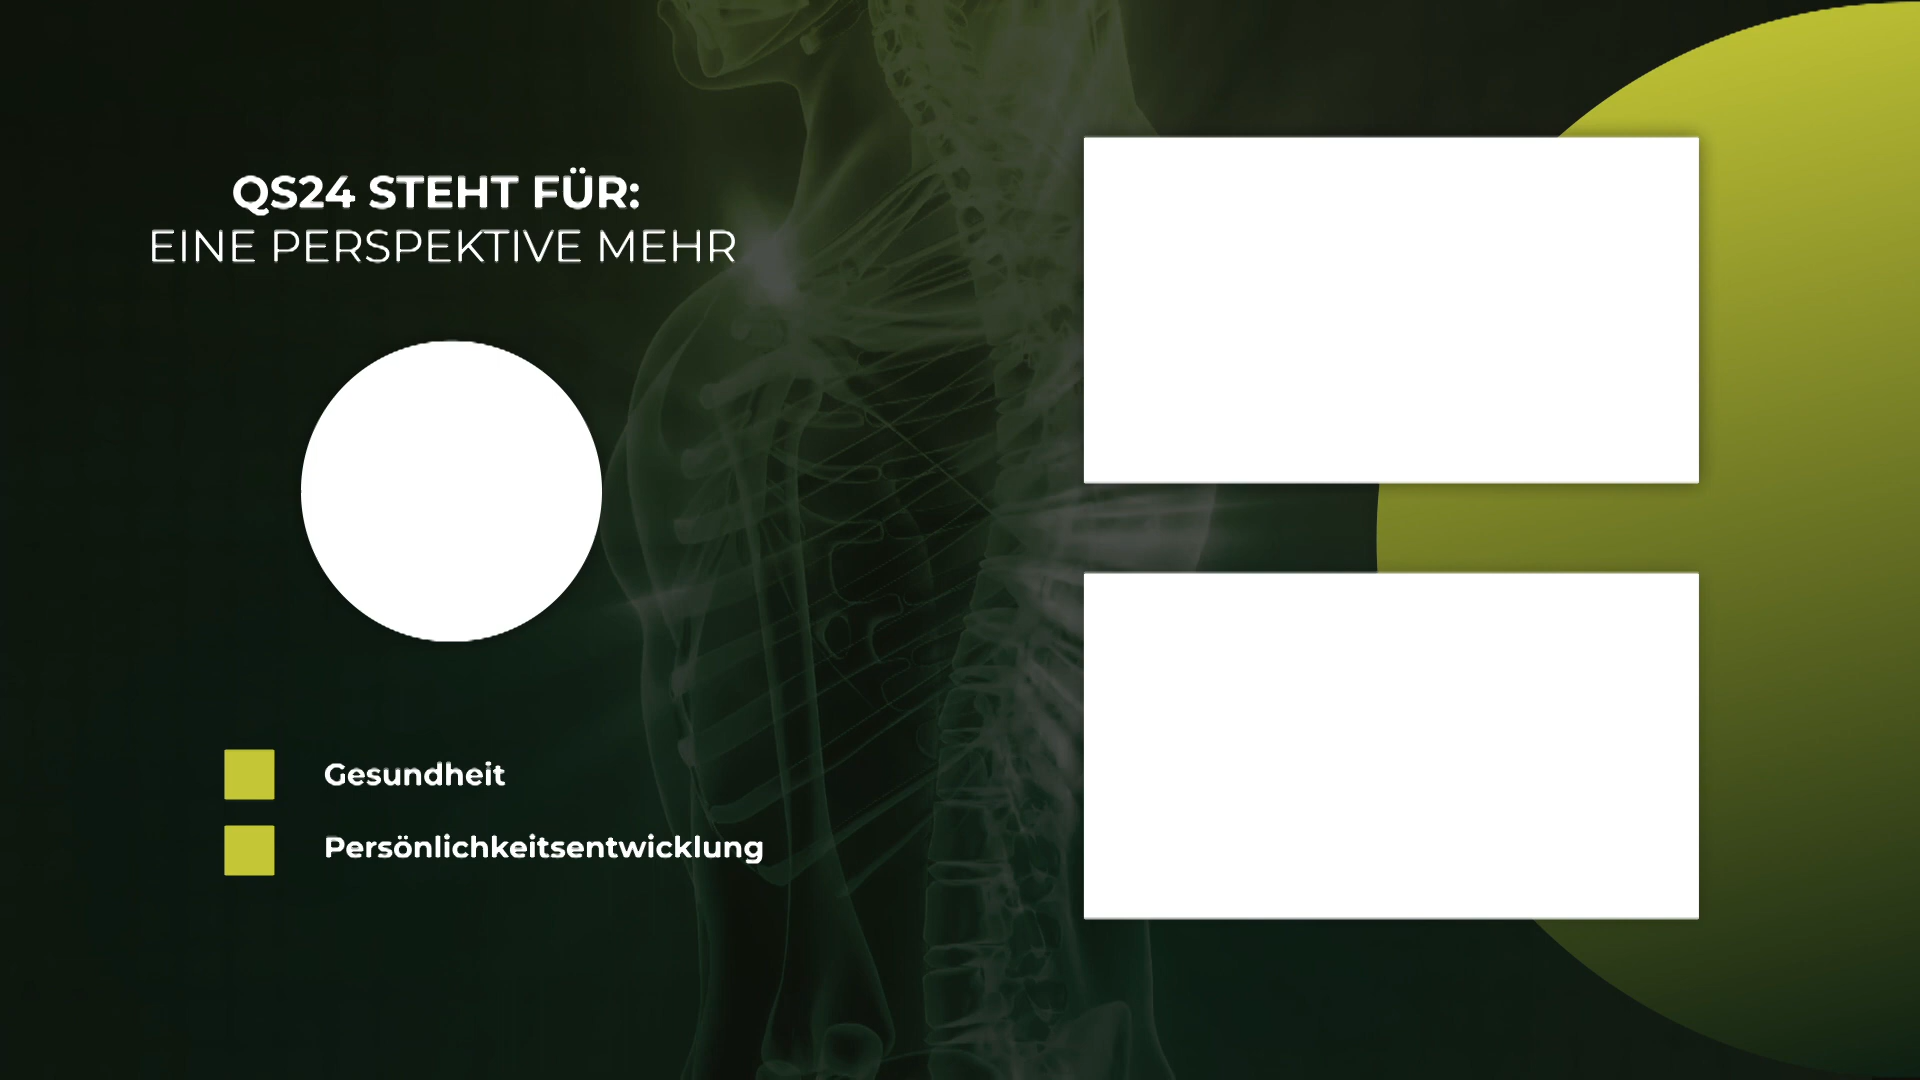 QS24 STEHT FÜR:
EINE PERSPEKTIVE MEHR
Gesundheit
Persönlichkeitsentwicklung